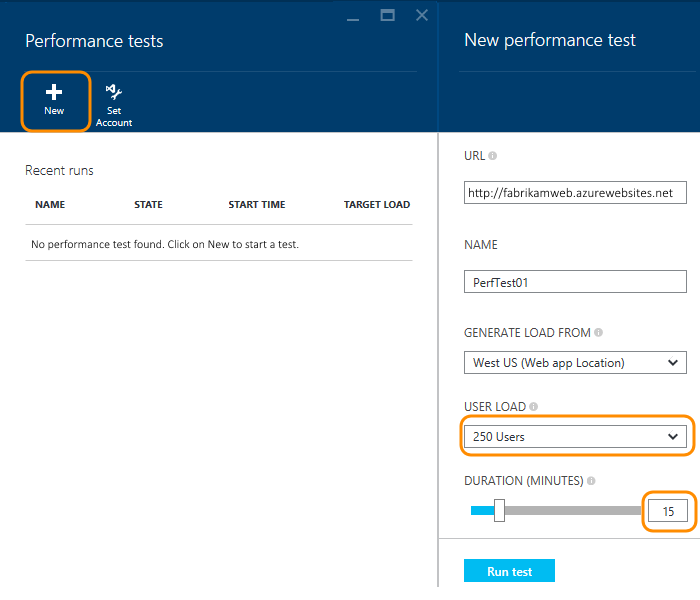 Performance tests
New
Set
Account
Recent runs
NAME STATE START TIME TARGET LOAD
No performance test found. Click on New to start a test.
New performance test
URL
http://fabrikamweb.azurewebsites.net
NAME
PerfTest01
GENERATE LOAD FROM
West US (Web app Location)
USER LOAD
250 Users
DURATION (MINUTES)
15
Run test